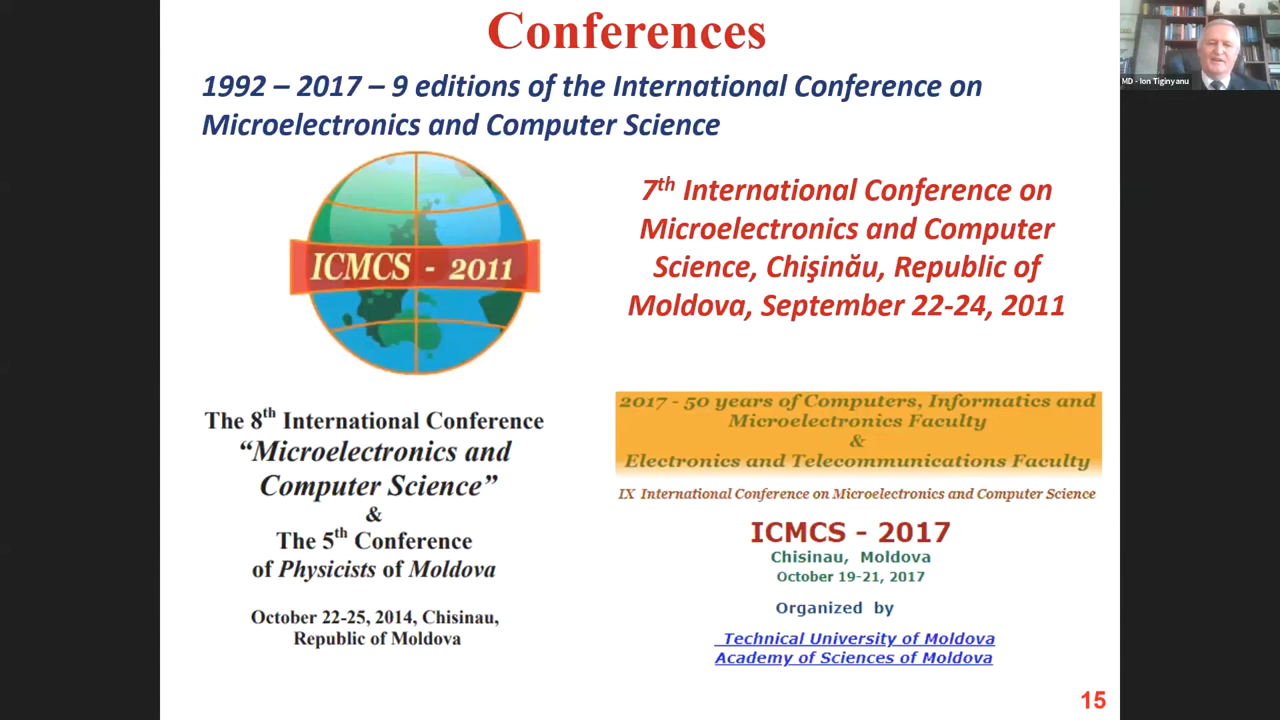 Conferences
MD - Ion Tiginyanu
1992 – 2017 – 9 editions of the International Conference on
Microelectronics and Computer Science
ICMCS - 2011
7th International Conference on
Microelectronics and Computer
Science, Chişinău, Republic of
Moldova, September 22-24, 2011
The 8th International Conference
“Microelectronics and
Computer Science”
&
The 5th Conference
of Physicists of Moldova
October 22-25, 2014, Chisinau,
Republic of Moldova
2017 - 50 years of Computers, Informatics and
Microelectronics Faculty
&
Electronics and Telecommunications Faculty
IX International Conference on Microelectronics and Computer Science
ICMCS - 2017
Chisinau, Moldova
October 19-21, 2017
Organized by
Technical University of Moldova
Academy of Sciences of Moldova
15